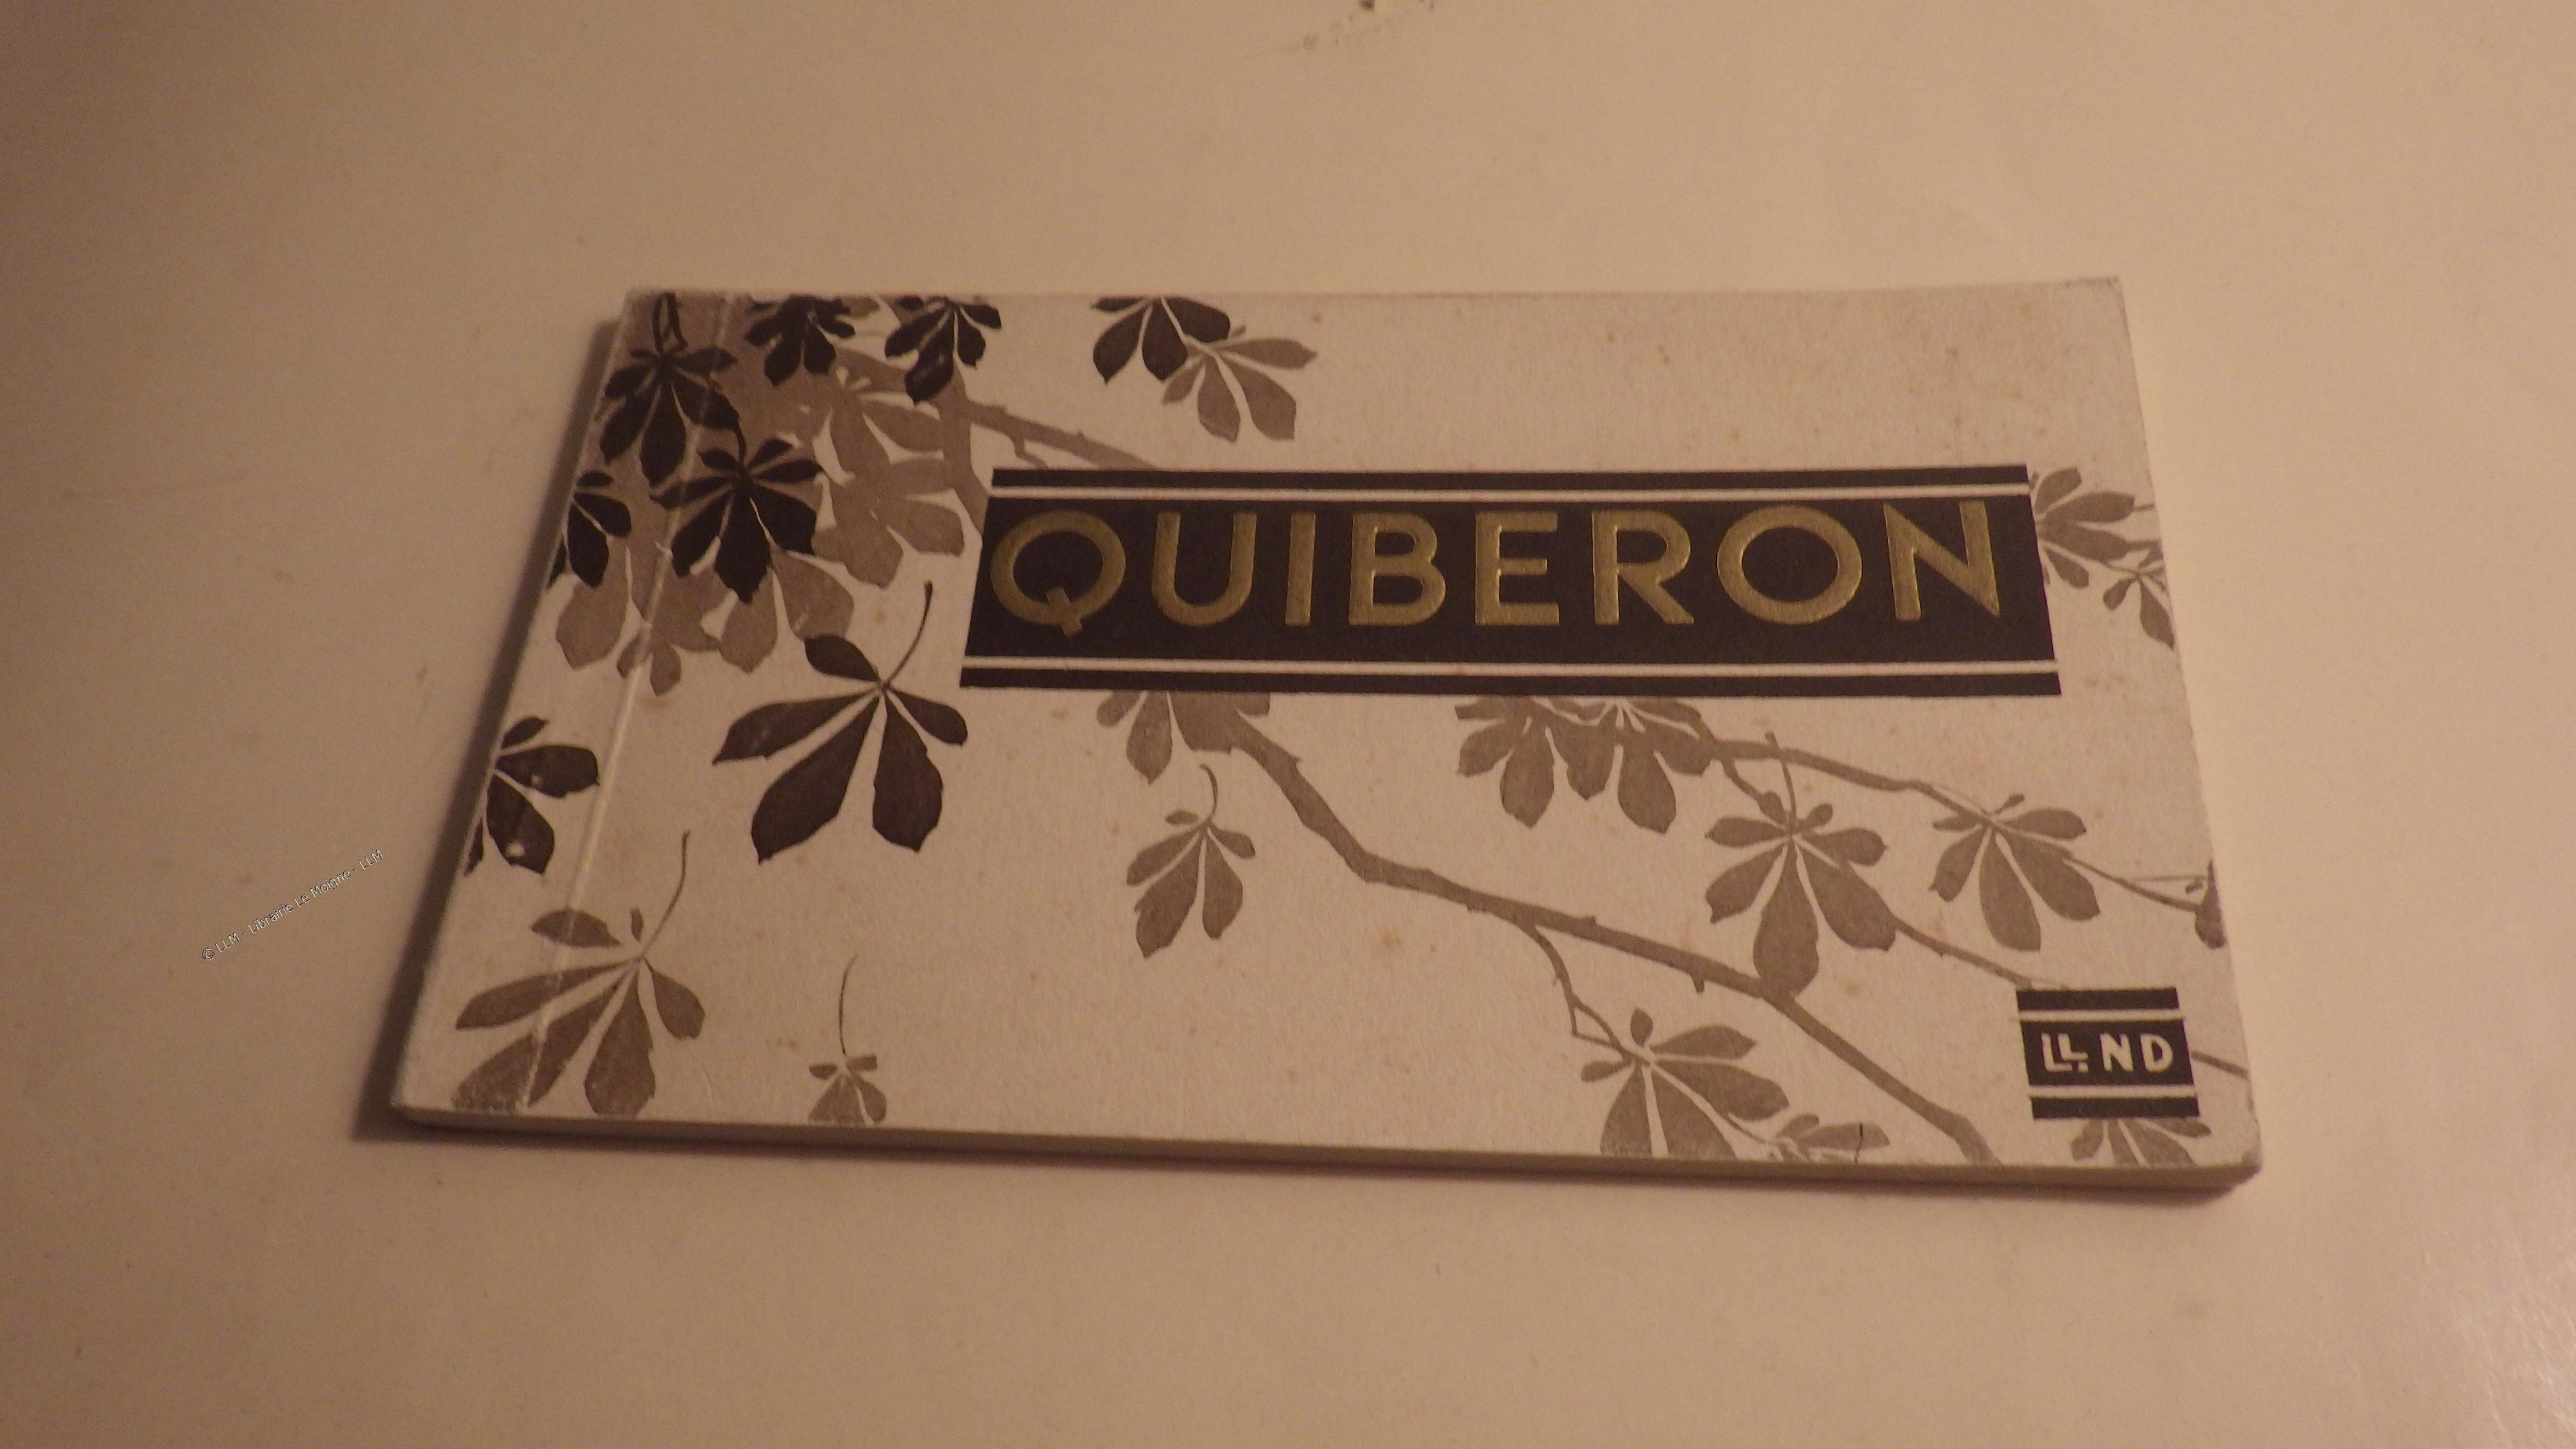 QUIBERON
LL. ND
© LLM - Librairie Le Moigne - LLM